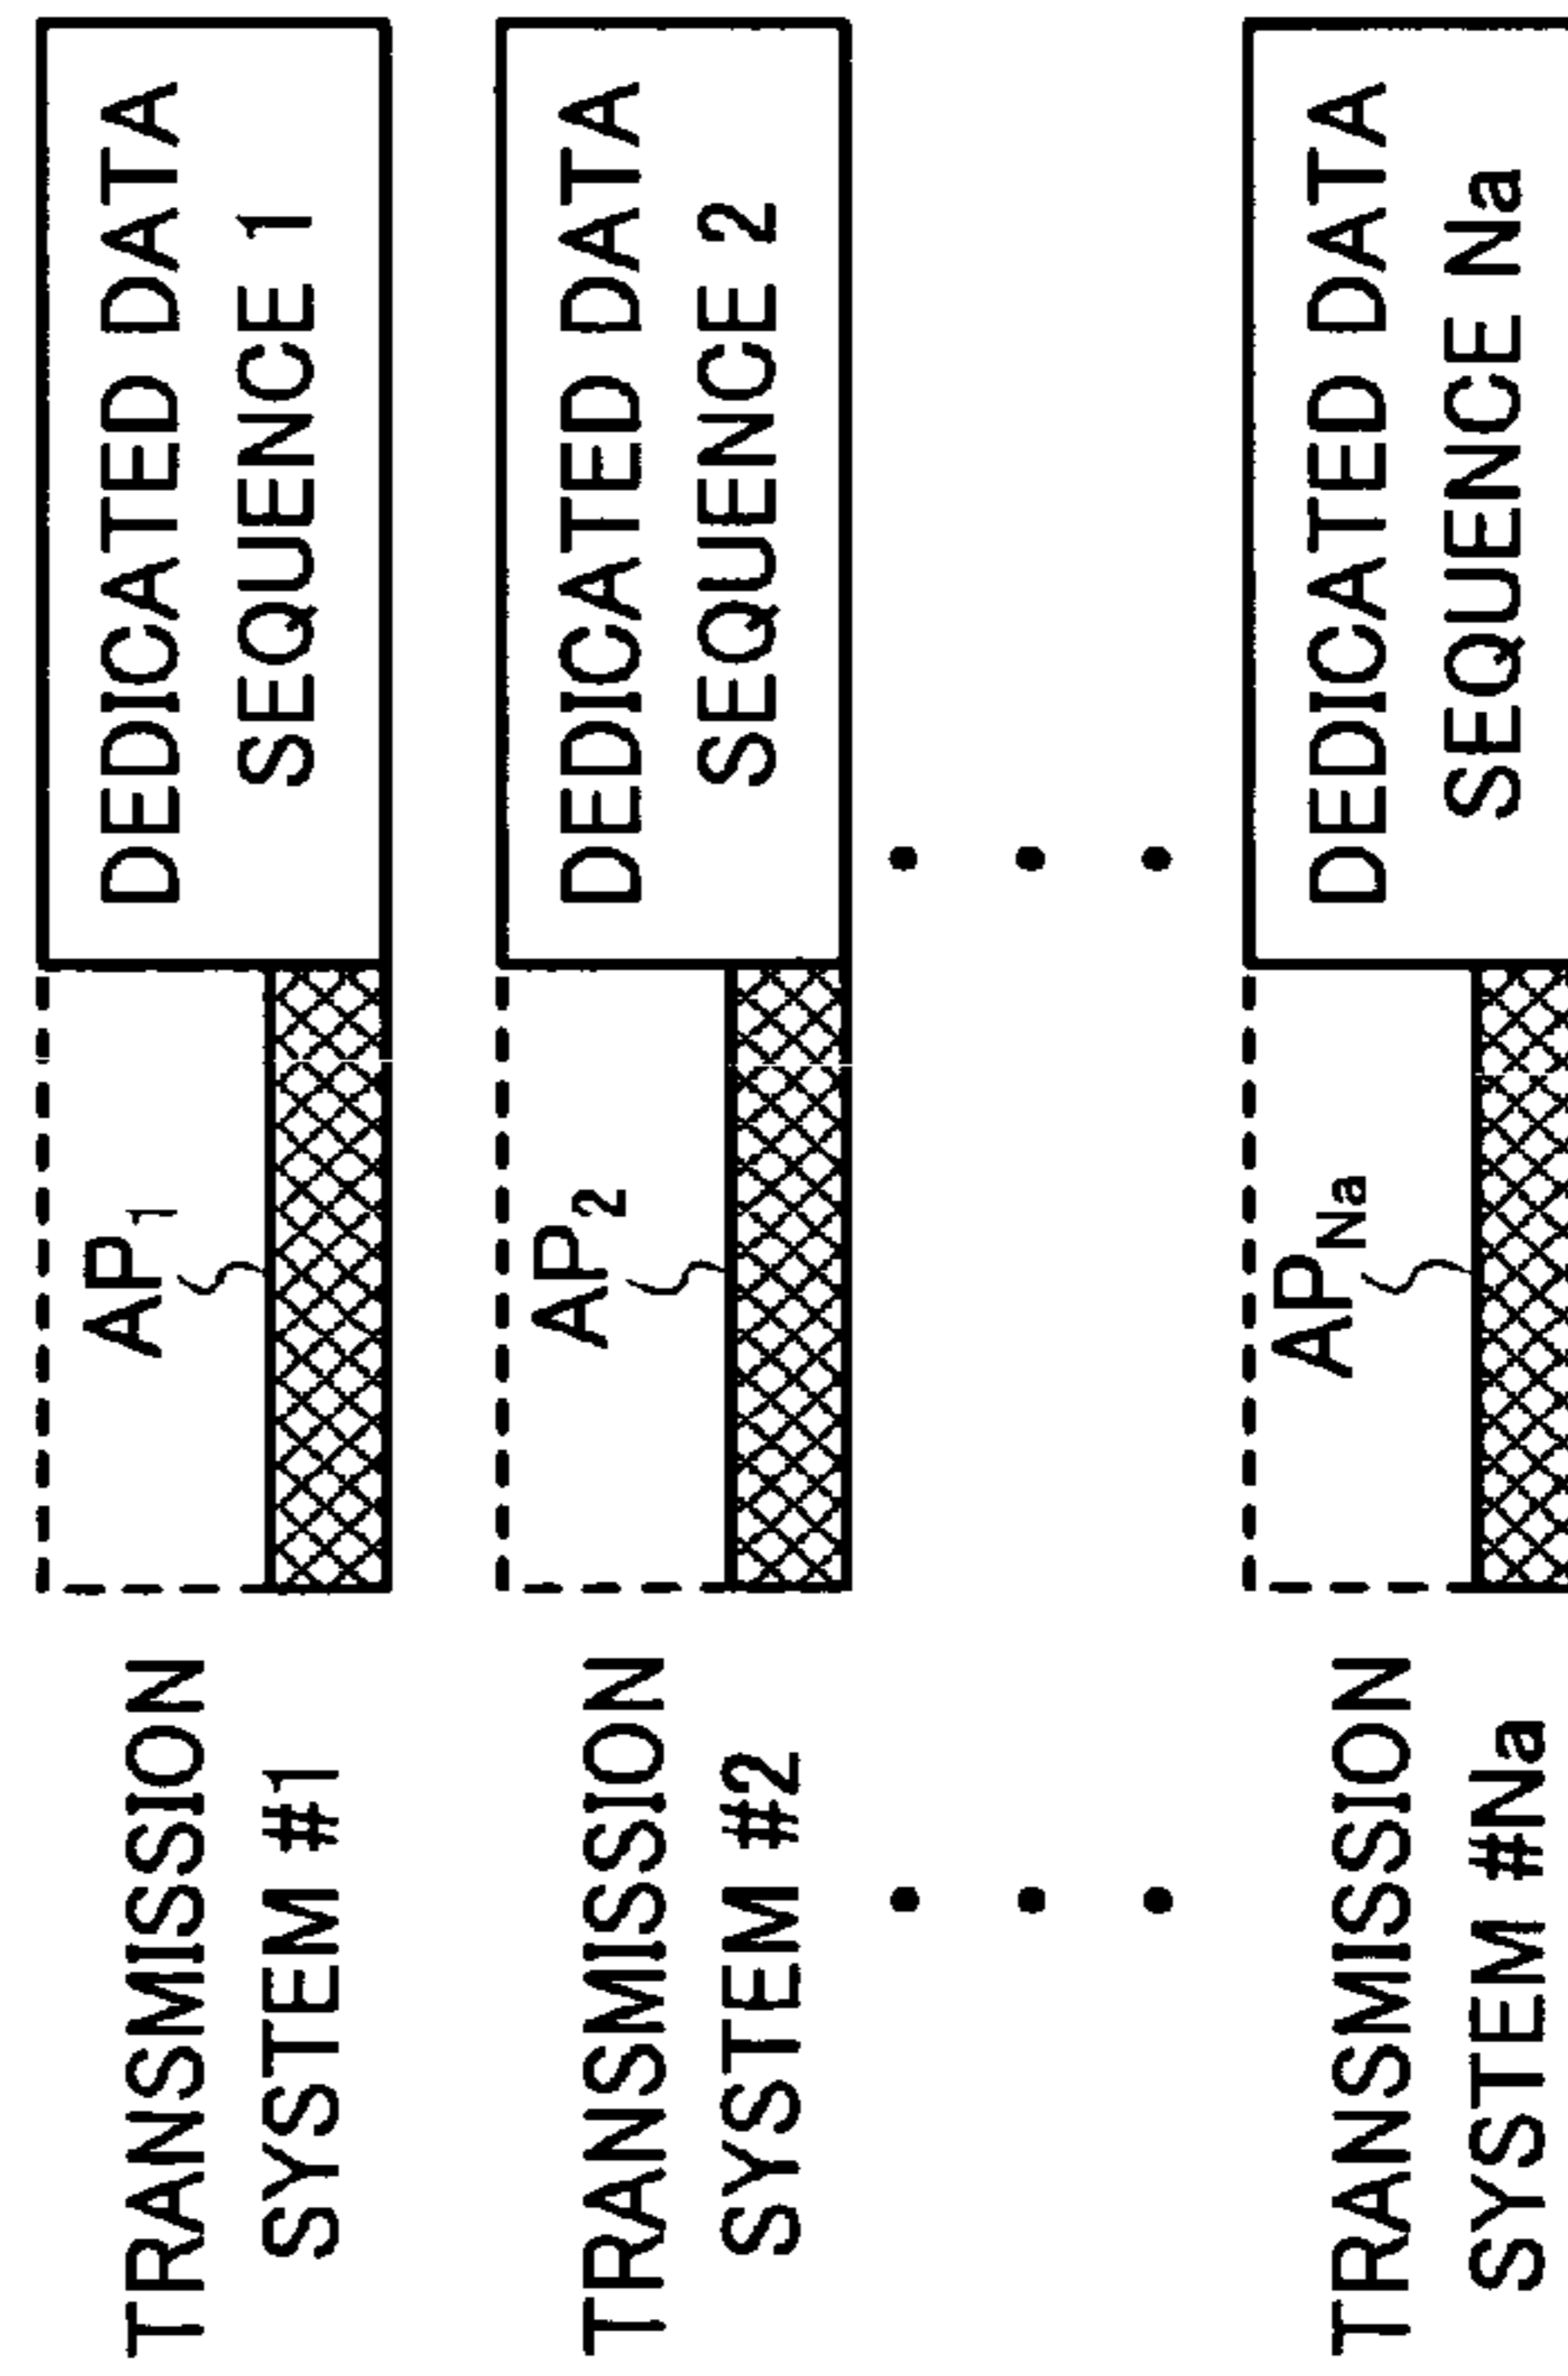 TRANSMISSION
SYSTEM #1
AP1
DEDICATED DATA
SEQUENCE 1
TRANSMISSION
SYSTEM #2
AP2
DEDICATED DATA
SEQUENCE 2
TRANSMISSION
SYSTEM #Na
APNa
DEDICATED DATA
SEQUENCE Na